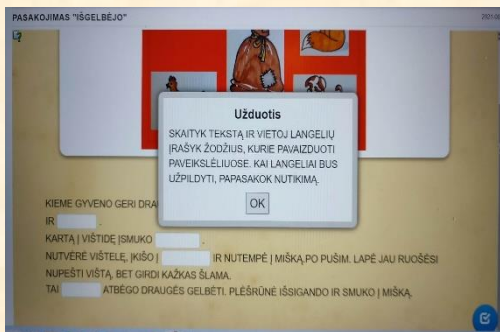 PASAKOJIMAS "IŠGELBĖJO"
Užduotis
SKAITYK TEKSTĄ IR VIETOJ LANGELIŲ
ĮRAŠYK ŽODŽIUS, KURIE PAVAIZDUOTI
PAVEIKSLĖLIUOSE. KAI LANGELIAI BUS
UŽPILDYTI, PAPASAKOK NUTIKIMĄ.
OK
KIEME GYVENO GERI
IR .
KARTĄ Į VIŠTIDĘ ĮSMUKO .
NUTVĖRĖ VIŠTELĘ, ĮKIŠO Į IR NUTEMPĖ Į MIŠKĄ.PO PUŠIM. LAPĖ JAU RUOŠĖSI
NUPEŠTI VIŠTĄ, BET GIRDI KAŽKAS ŠLAMA.
TAI ATBĖGO DRAUGĖS GELBĖTI. PLĖŠRŪNĖ IŠSIGANDO IR SMUKO Į MIŠKĄ.